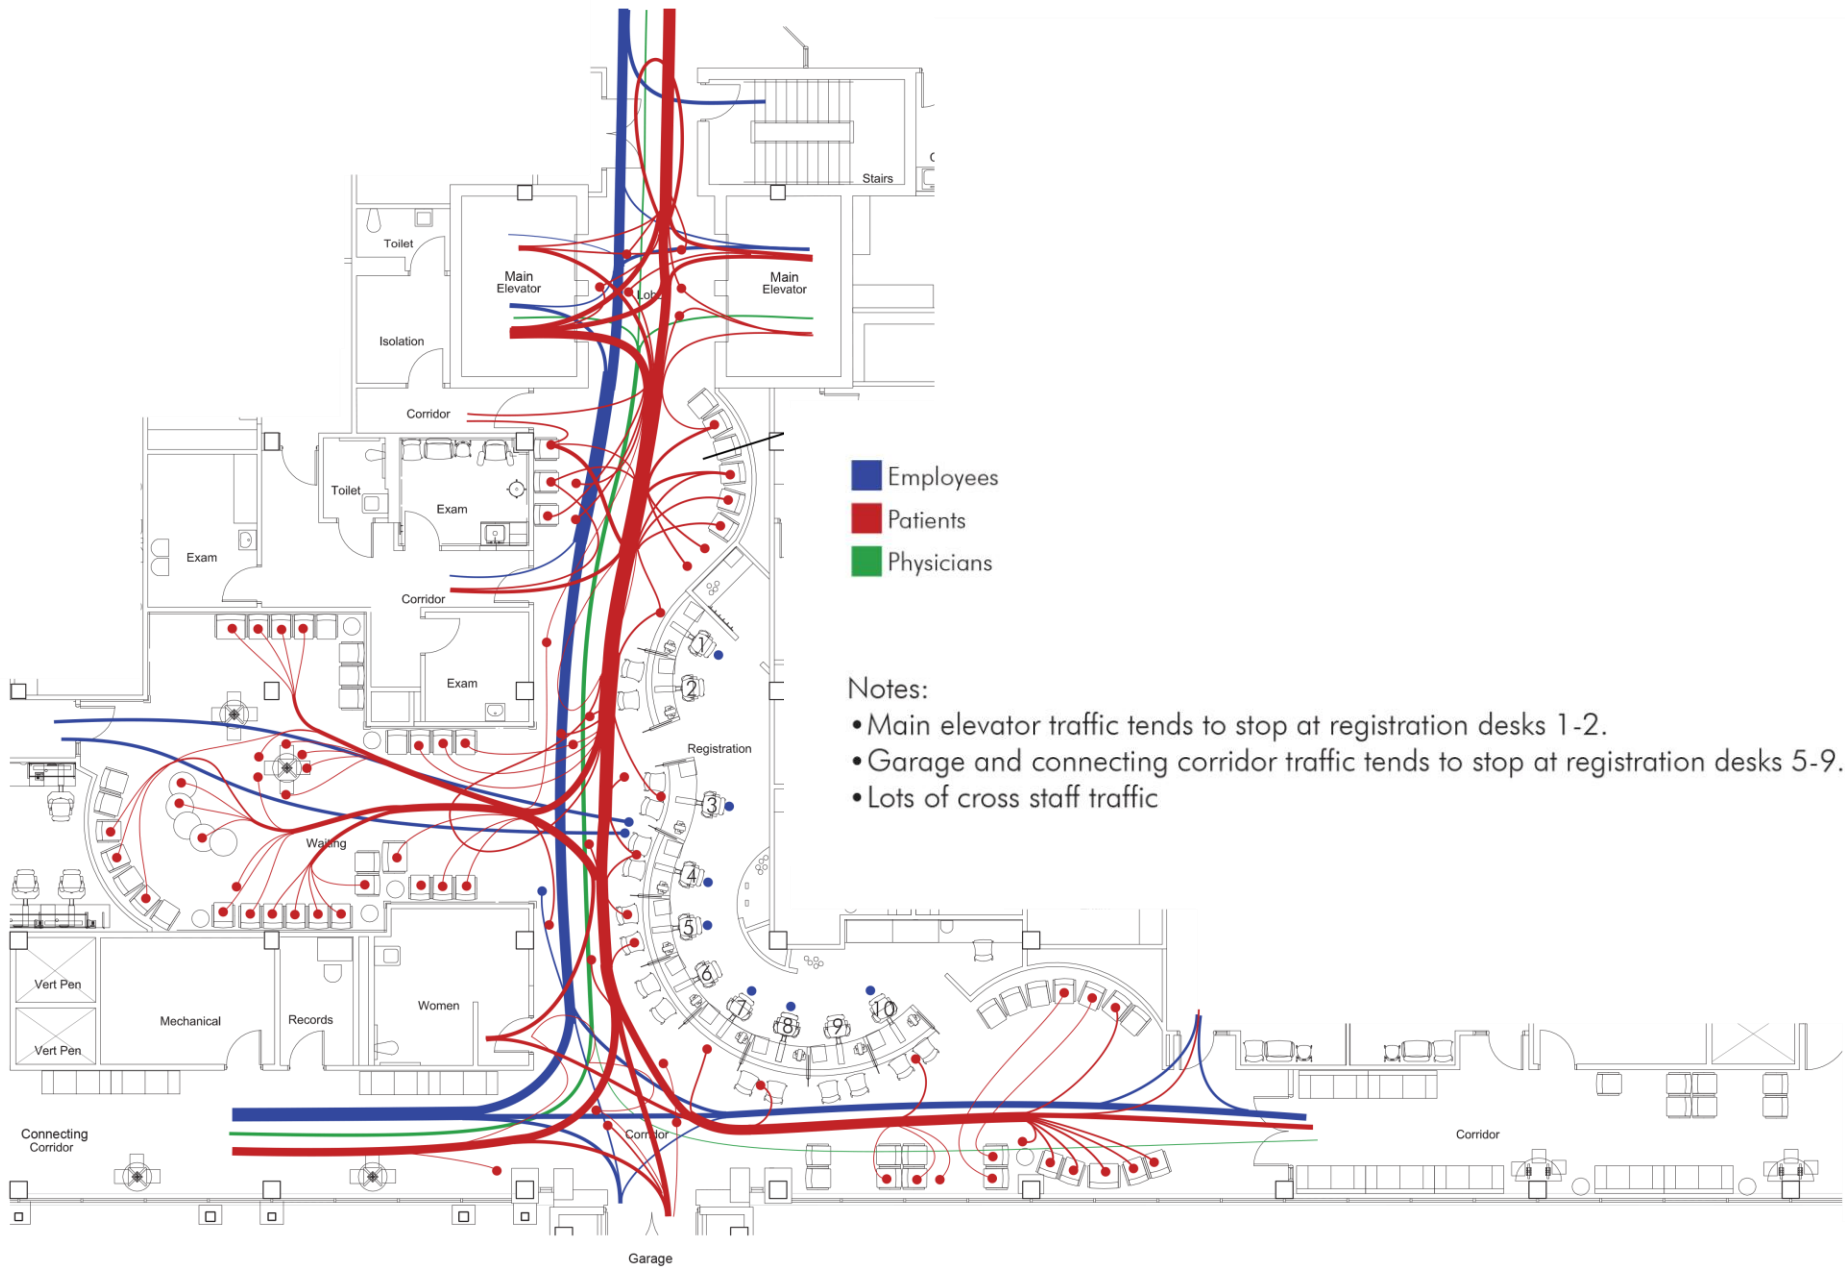 Stairs
Toilet
Main
Elevator
Main
Elevator
Isolation
Corridor
Toilet
Exam
Exam
Corridor
Exam
Employees
Patients
Physicians
1
2
Registration
3
4
5
6
7
8
9
10
Waiting
Notes:
•Main elevator traffic tends to stop at registration desks 1-2.
•Garage and connecting corridor traffic tends to stop at registration desks 5-9.
•Lots of cross staff traffic
Vert Pen
Vert Pen
Mechanical
Records
Women
Connecting
Corridor
Corridor
Corridor
Garage